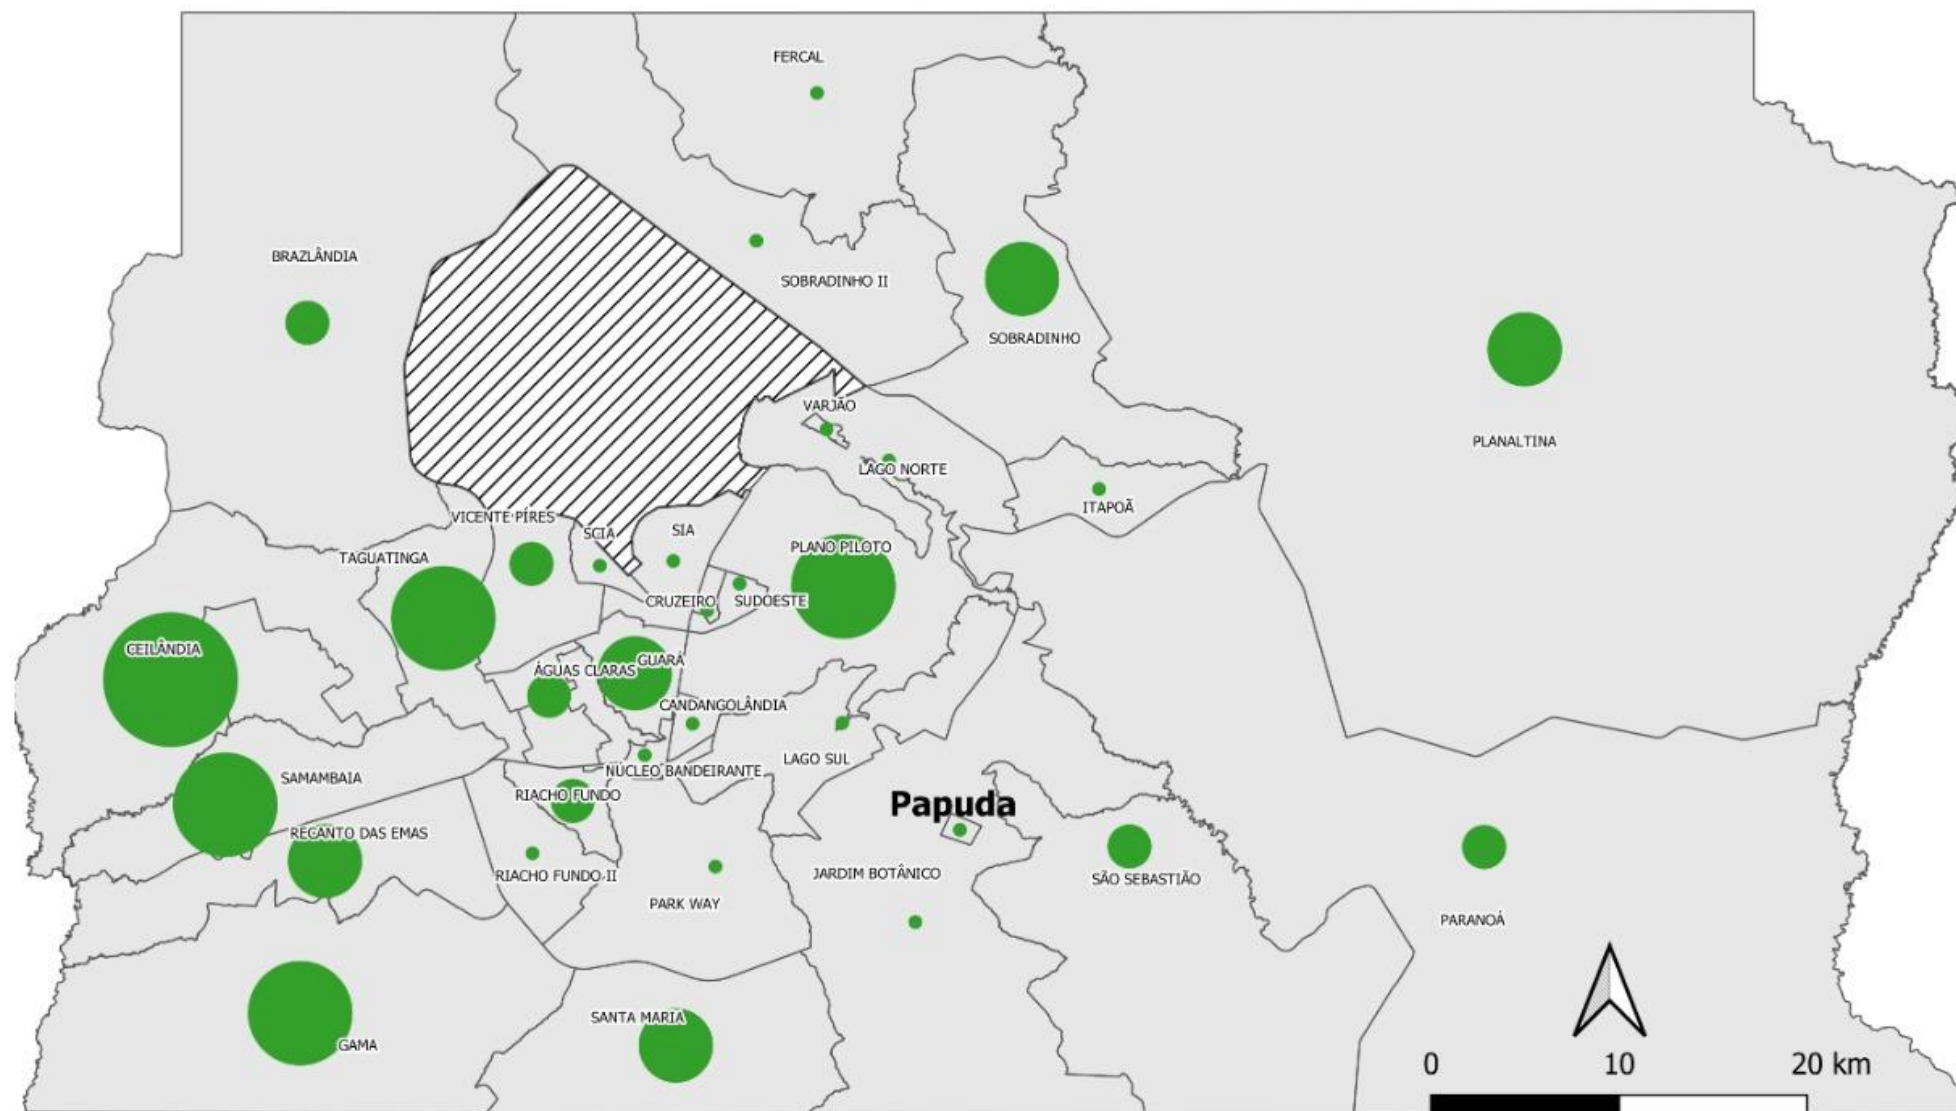 FERCAL
BRAZLÂNDIA
SOBRADINHO II
SOBRADINHO
VARJÃO
PLANALTINA
LAGO NORTE
ITAPOÃ
VICENTE PÍRES
SCIA
SIA
PLANO PILOTO
TAGUATINGA
CRUZEIRO
SUDOESTE
CEILÂNDIA
ÁGUAS CLARAS
GUARÁ
CANDANGOLÂNDIA
LAGO SUL
NÚCLEO BANDEIRANTE
SAMAMBAIA
RIACHO FUNDO
Papuda
RECANTO DAS EMAS
RIACHO FUNDO II
JARDIM BOTÂNICO
SÃO SEBASTIÃO
PARK WAY
PARANOÁ
SANTA MARIA
GAMA
0 10 20 km